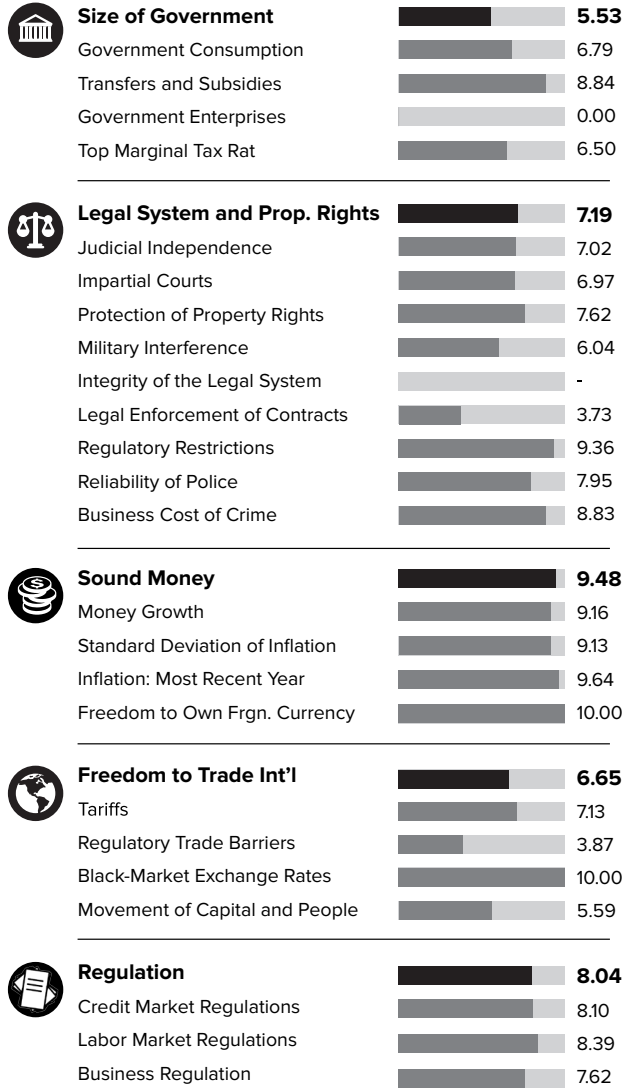 Size of Government 5.53
Government Consumption 6.79
Transfers and Subsidies 8.84
Government Enterprises 0.00
Top Marginal Tax Rat 6.50
Legal System and Prop. Rights 7.19
Judicial Independence 7.02
Impartial Courts 6.97
Protection of Property Rights 7.62
Military Interference 6.04
Integrity of the Legal System -
Legal Enforcement of Contracts 3.73
Regulatory Restrictions 9.36
Reliability of Police 7.95
Business Cost of Crime 8.83
$
Sound Money 9.48
Money Growth 9.16
Standard Deviation of Inflation 9.13
Inflation: Most Recent Year 9.64
Freedom to Own Frgn. Currency 10.00
Freedom to Trade Int'l 6.65
Tariffs 7.13
Regulatory Trade Barriers 3.87
Black-Market Exchange Rates 10.00
Movement of Capital and People 5.59
Regulation 8.04
Credit Market Regulations 8.10
Labor Market Regulations 8.39
Business Regulation 7.62